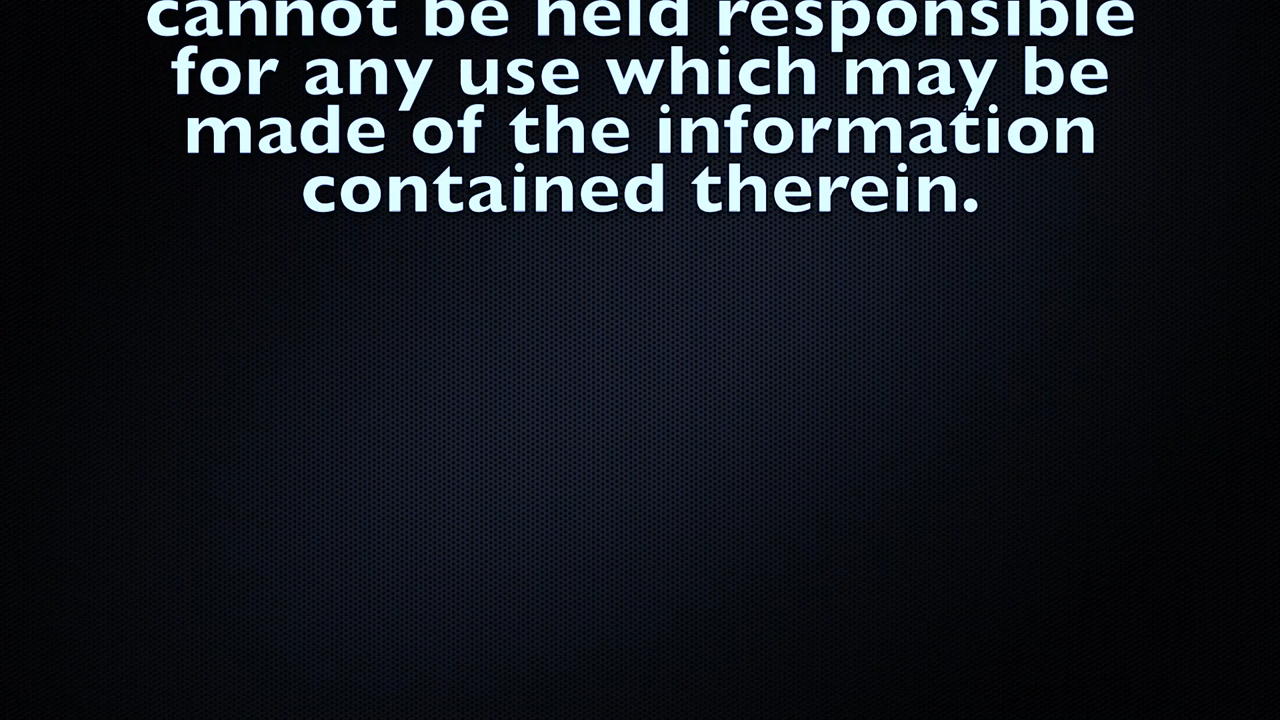 cannot be held responsible
for any use which may be
made of the information
contained therein.